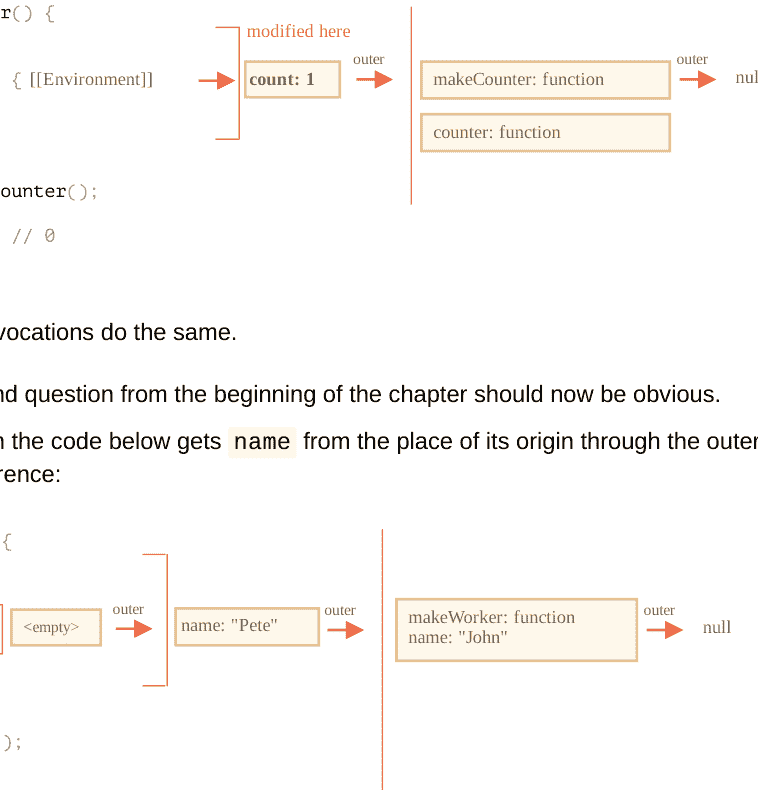 r() {
modified here
outer
outer
{ [[Environment]]
count: 1
makeCounter: function
nul
counter: function
ounter();
// 0
vocations do the same.
nd question from the beginning of the chapter should now be obvious.
n the code below gets name from the place of its origin through the outer
rence:
{
outer
outer
outer
<empty>
name: "Pete"
makeWorker: function
name: "John"
null
);